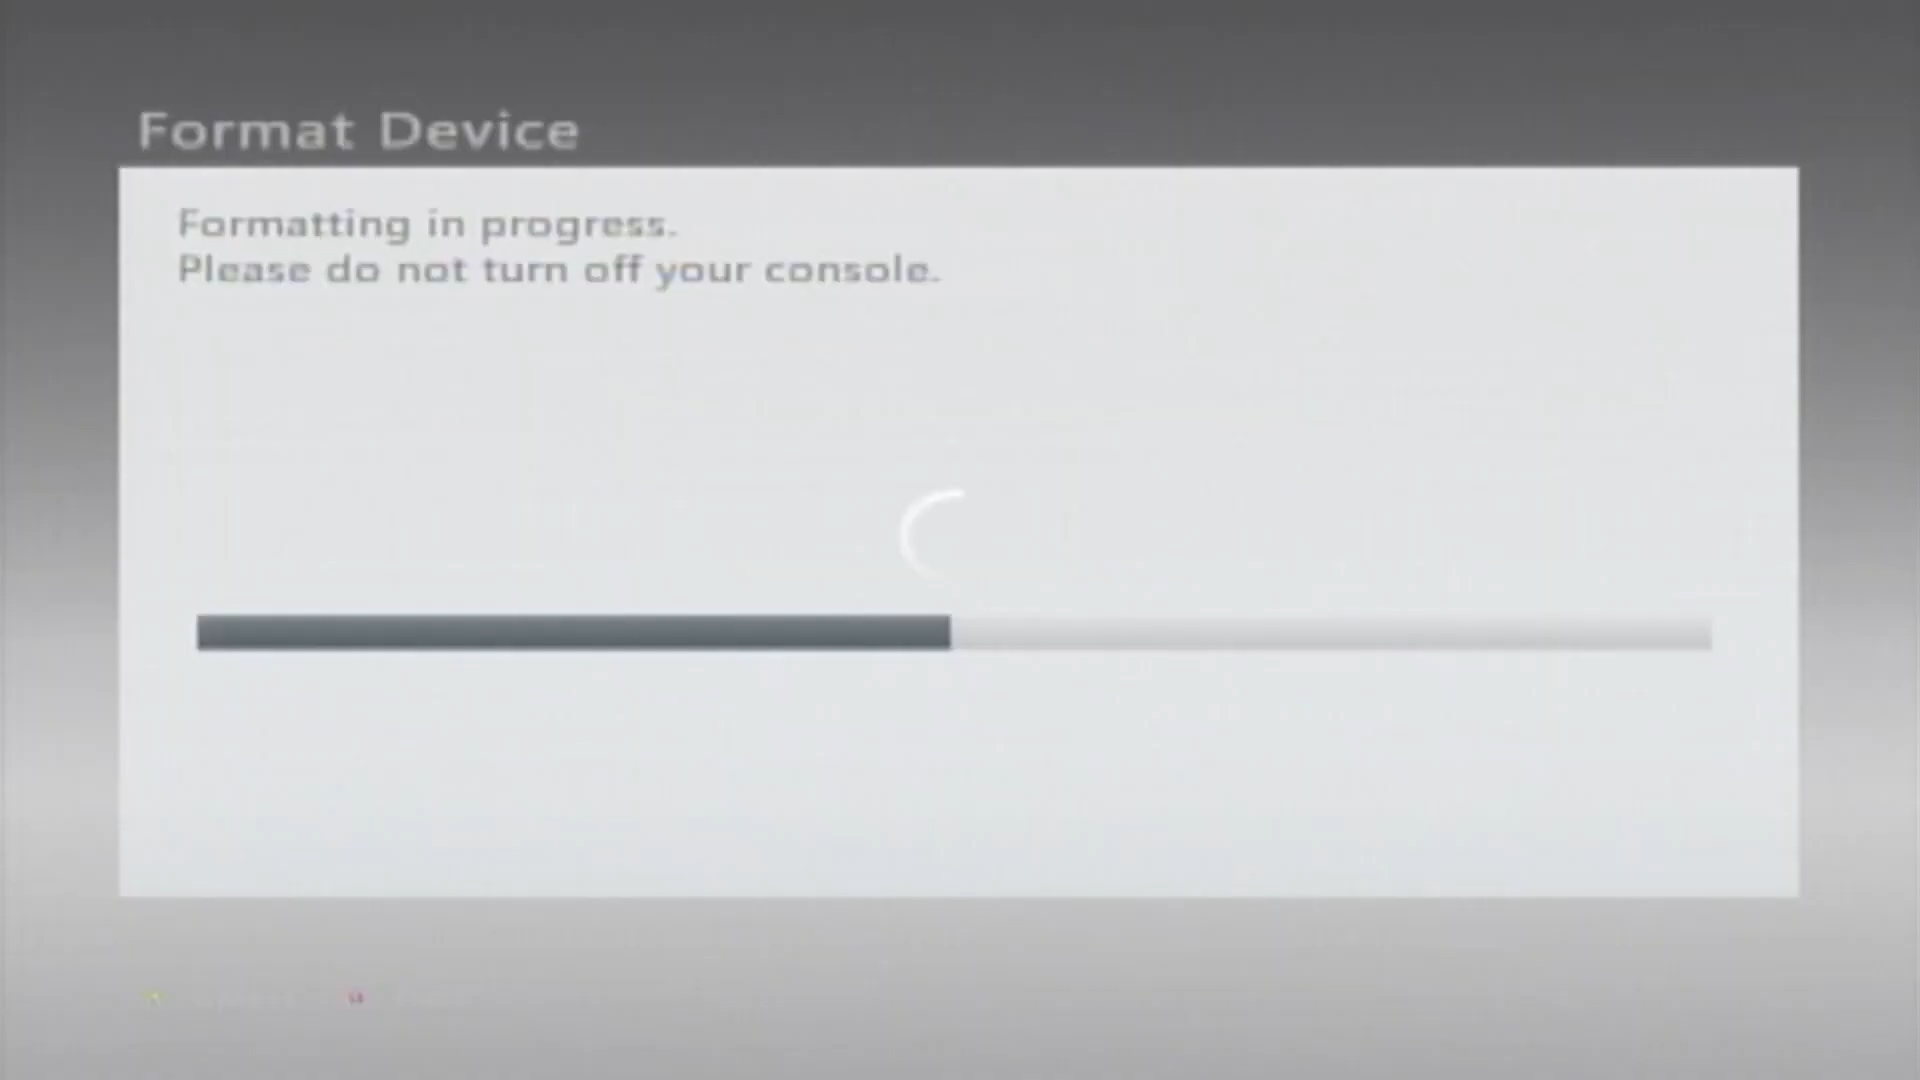 Format Device
Formatting in progress.
Please do not turn off your console.